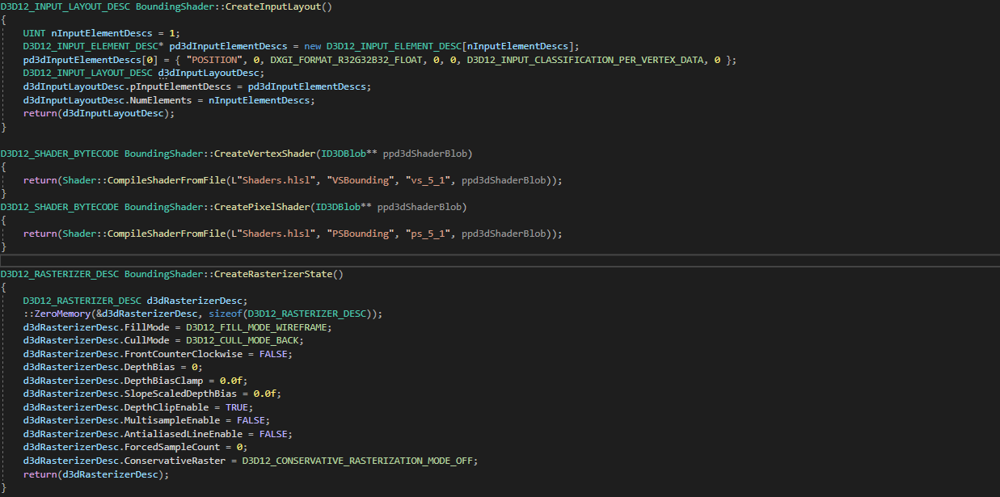 D3D12_INPUT_LAYOUT_DESC BoundingShader::CreateInputLayout()
{
    UINT nInputElementDescs = 1;
    D3D12_INPUT_ELEMENT_DESC* pd3dInputElementDescs = new D3D12_INPUT_ELEMENT_DESC[nInputElementDescs];
    pd3dInputElementDescs[0] = { "POSITION", 0, DXGI_FORMAT_R32G32B32_FLOAT, 0, 0, D3D12_INPUT_CLASSIFICATION_PER_VERTEX_DATA, 0 };
    D3D12_INPUT_LAYOUT_DESC d3dInputLayoutDesc;
    d3dInputLayoutDesc.pInputElementDescs = pd3dInputElementDescs;
    d3dInputLayoutDesc.NumElements = nInputElementDescs;
    return(d3dInputLayoutDesc);
}

D3D12_SHADER_BYTECODE BoundingShader::CreateVertexShader(ID3DBlob** ppd3dShaderBlob)
{
    return(Shader::CompileShaderFromFile(L"Shaders.hlsl", "VSBounding", "vs_5_1", ppd3dShaderBlob));
}
D3D12_SHADER_BYTECODE BoundingShader::CreatePixelShader(ID3DBlob** ppd3dShaderBlob)
{
    return(Shader::CompileShaderFromFile(L"Shaders.hlsl", "PSBounding", "ps_5_1", ppd3dShaderBlob));
}

D3D12_RASTERIZER_DESC BoundingShader::CreateRasterizerState()
{
    D3D12_RASTERIZER_DESC d3dRasterizerDesc;
    ::ZeroMemory(&d3dRasterizerDesc, sizeof(D3D12_RASTERIZER_DESC));
    d3dRasterizerDesc.FillMode = D3D12_FILL_MODE_WIREFRAME;
    d3dRasterizerDesc.CullMode = D3D12_CULL_MODE_BACK;
    d3dRasterizerDesc.FrontCounterClockwise = FALSE;
    d3dRasterizerDesc.DepthBias = 0;
    d3dRasterizerDesc.DepthBiasClamp = 0.0f;
    d3dRasterizerDesc.SlopeScaledDepthBias = 0.0f;
    d3dRasterizerDesc.DepthClipEnable = TRUE;
    d3dRasterizerDesc.MultisampleEnable = FALSE;
    d3dRasterizerDesc.AntialiasedLineEnable = FALSE;
    d3dRasterizerDesc.ForcedSampleCount = 0;
    d3dRasterizerDesc.ConservativeRaster = D3D12_CONSERVATIVE_RASTERIZATION_MODE_OFF;
    return(d3dRasterizerDesc);
}